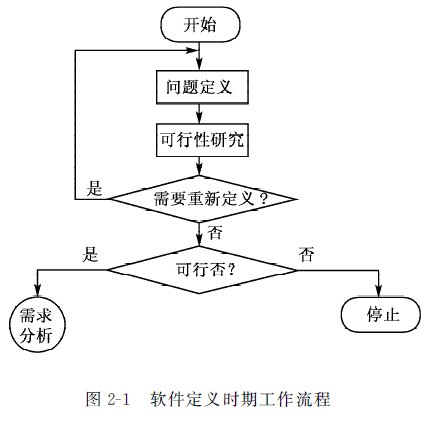 开始
问题定义
可行性研究
是
需要重新定义?
否
是
可行否?
否
需求
分析
停止
图 2-1 软件定义时期工作流程